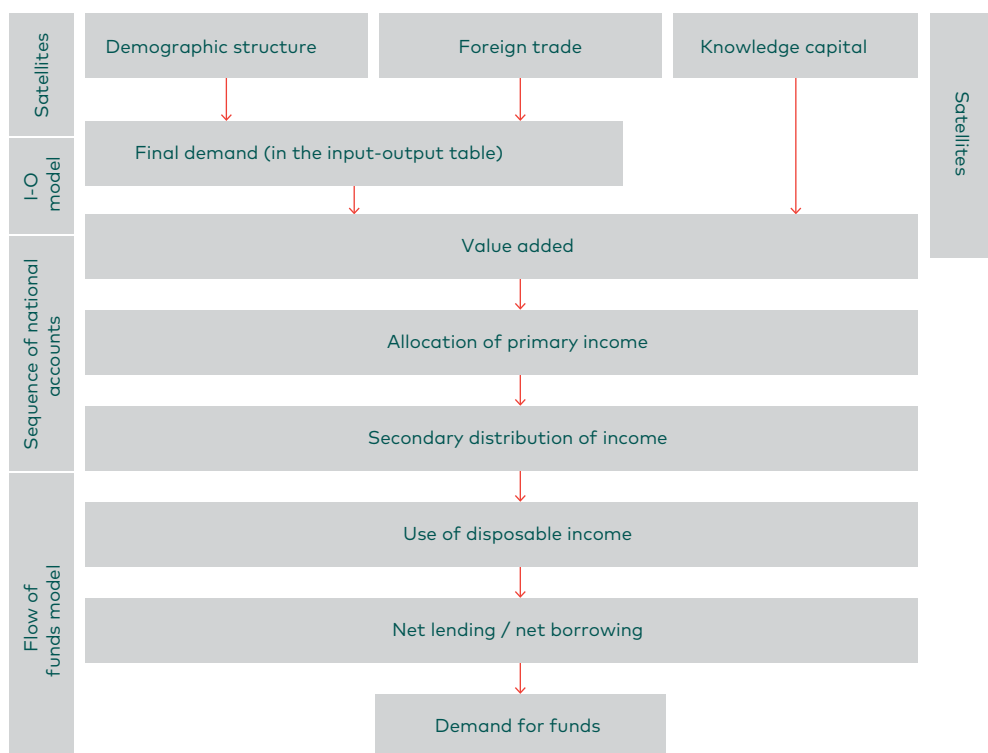 Satellites
Demographic structure
Foreign trade
Knowledge capital
Satellites
I-O
model
Final demand (in the input-output table)
Sequence of national
accounts
Value added
Allocation of primary income
Secondary distribution of income
Flow of
funds model
Use of disposable income
Net lending / net borrowing
Demand for funds